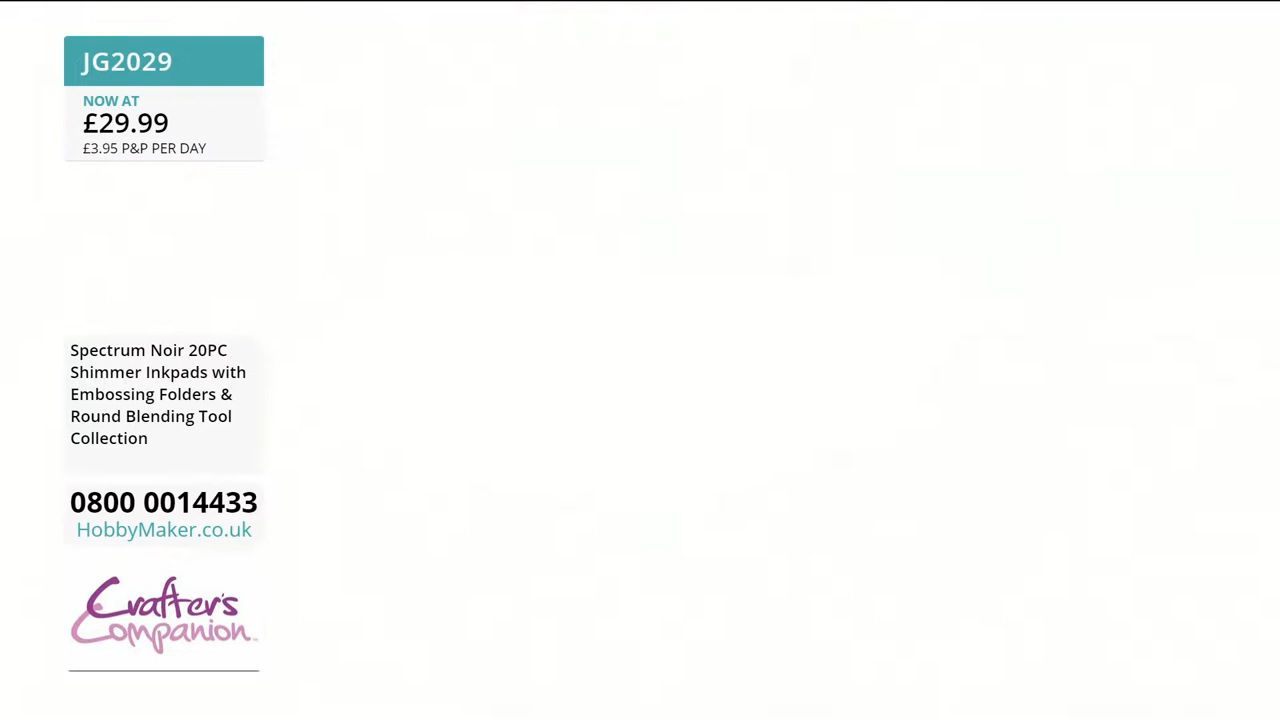 JG2029
NOW AT
£29.99
£3.95 P&P PER DAY
Spectrum Noir 20PC
Shimmer Inkpads with
Embossing Folders &
Round Blending Tool
Collection
0800 0014433
HobbyMaker.co.uk
Crafter's
Companion